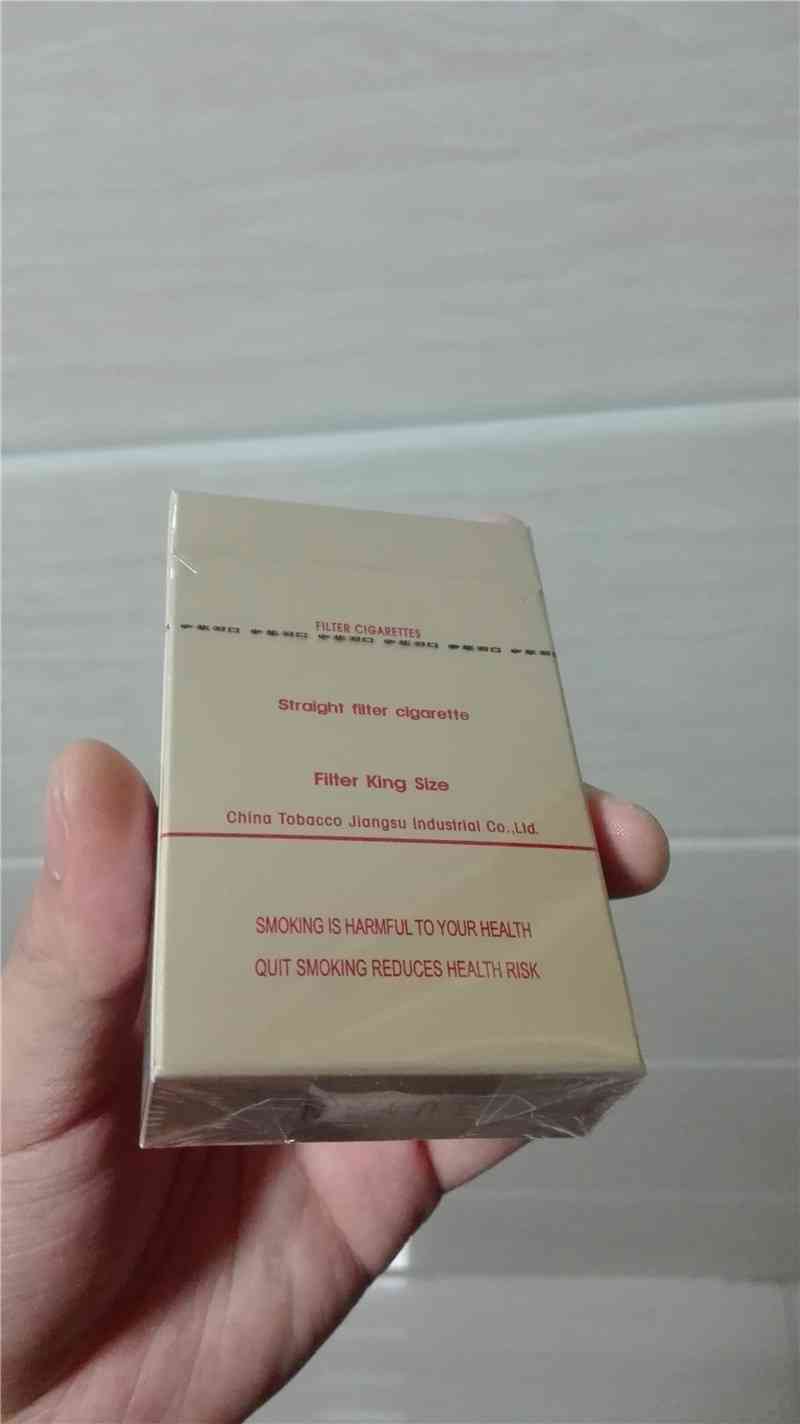 FILTER CIGARETTES
Straight filter cigarette
Filter King Size
China Tobacco Jiangsu Industrial Co.,Ltd.
SMOKING IS HARMFUL TO YOUR HEALTH
QUIT SMOKING REDUCES HEALTH RISK